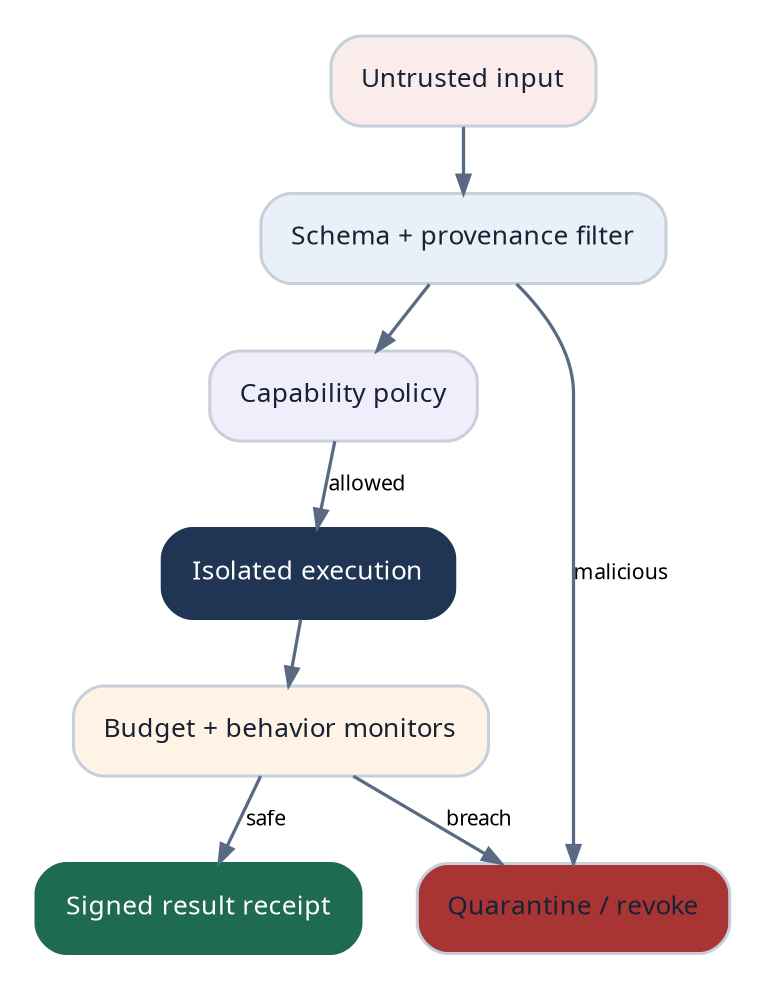 Untrusted input
Schema + provenance filter
Capability policy
allowed
Isolated execution
malicious
Budget + behavior monitors
safe
breach
Signed result receipt
Quarantine / revoke